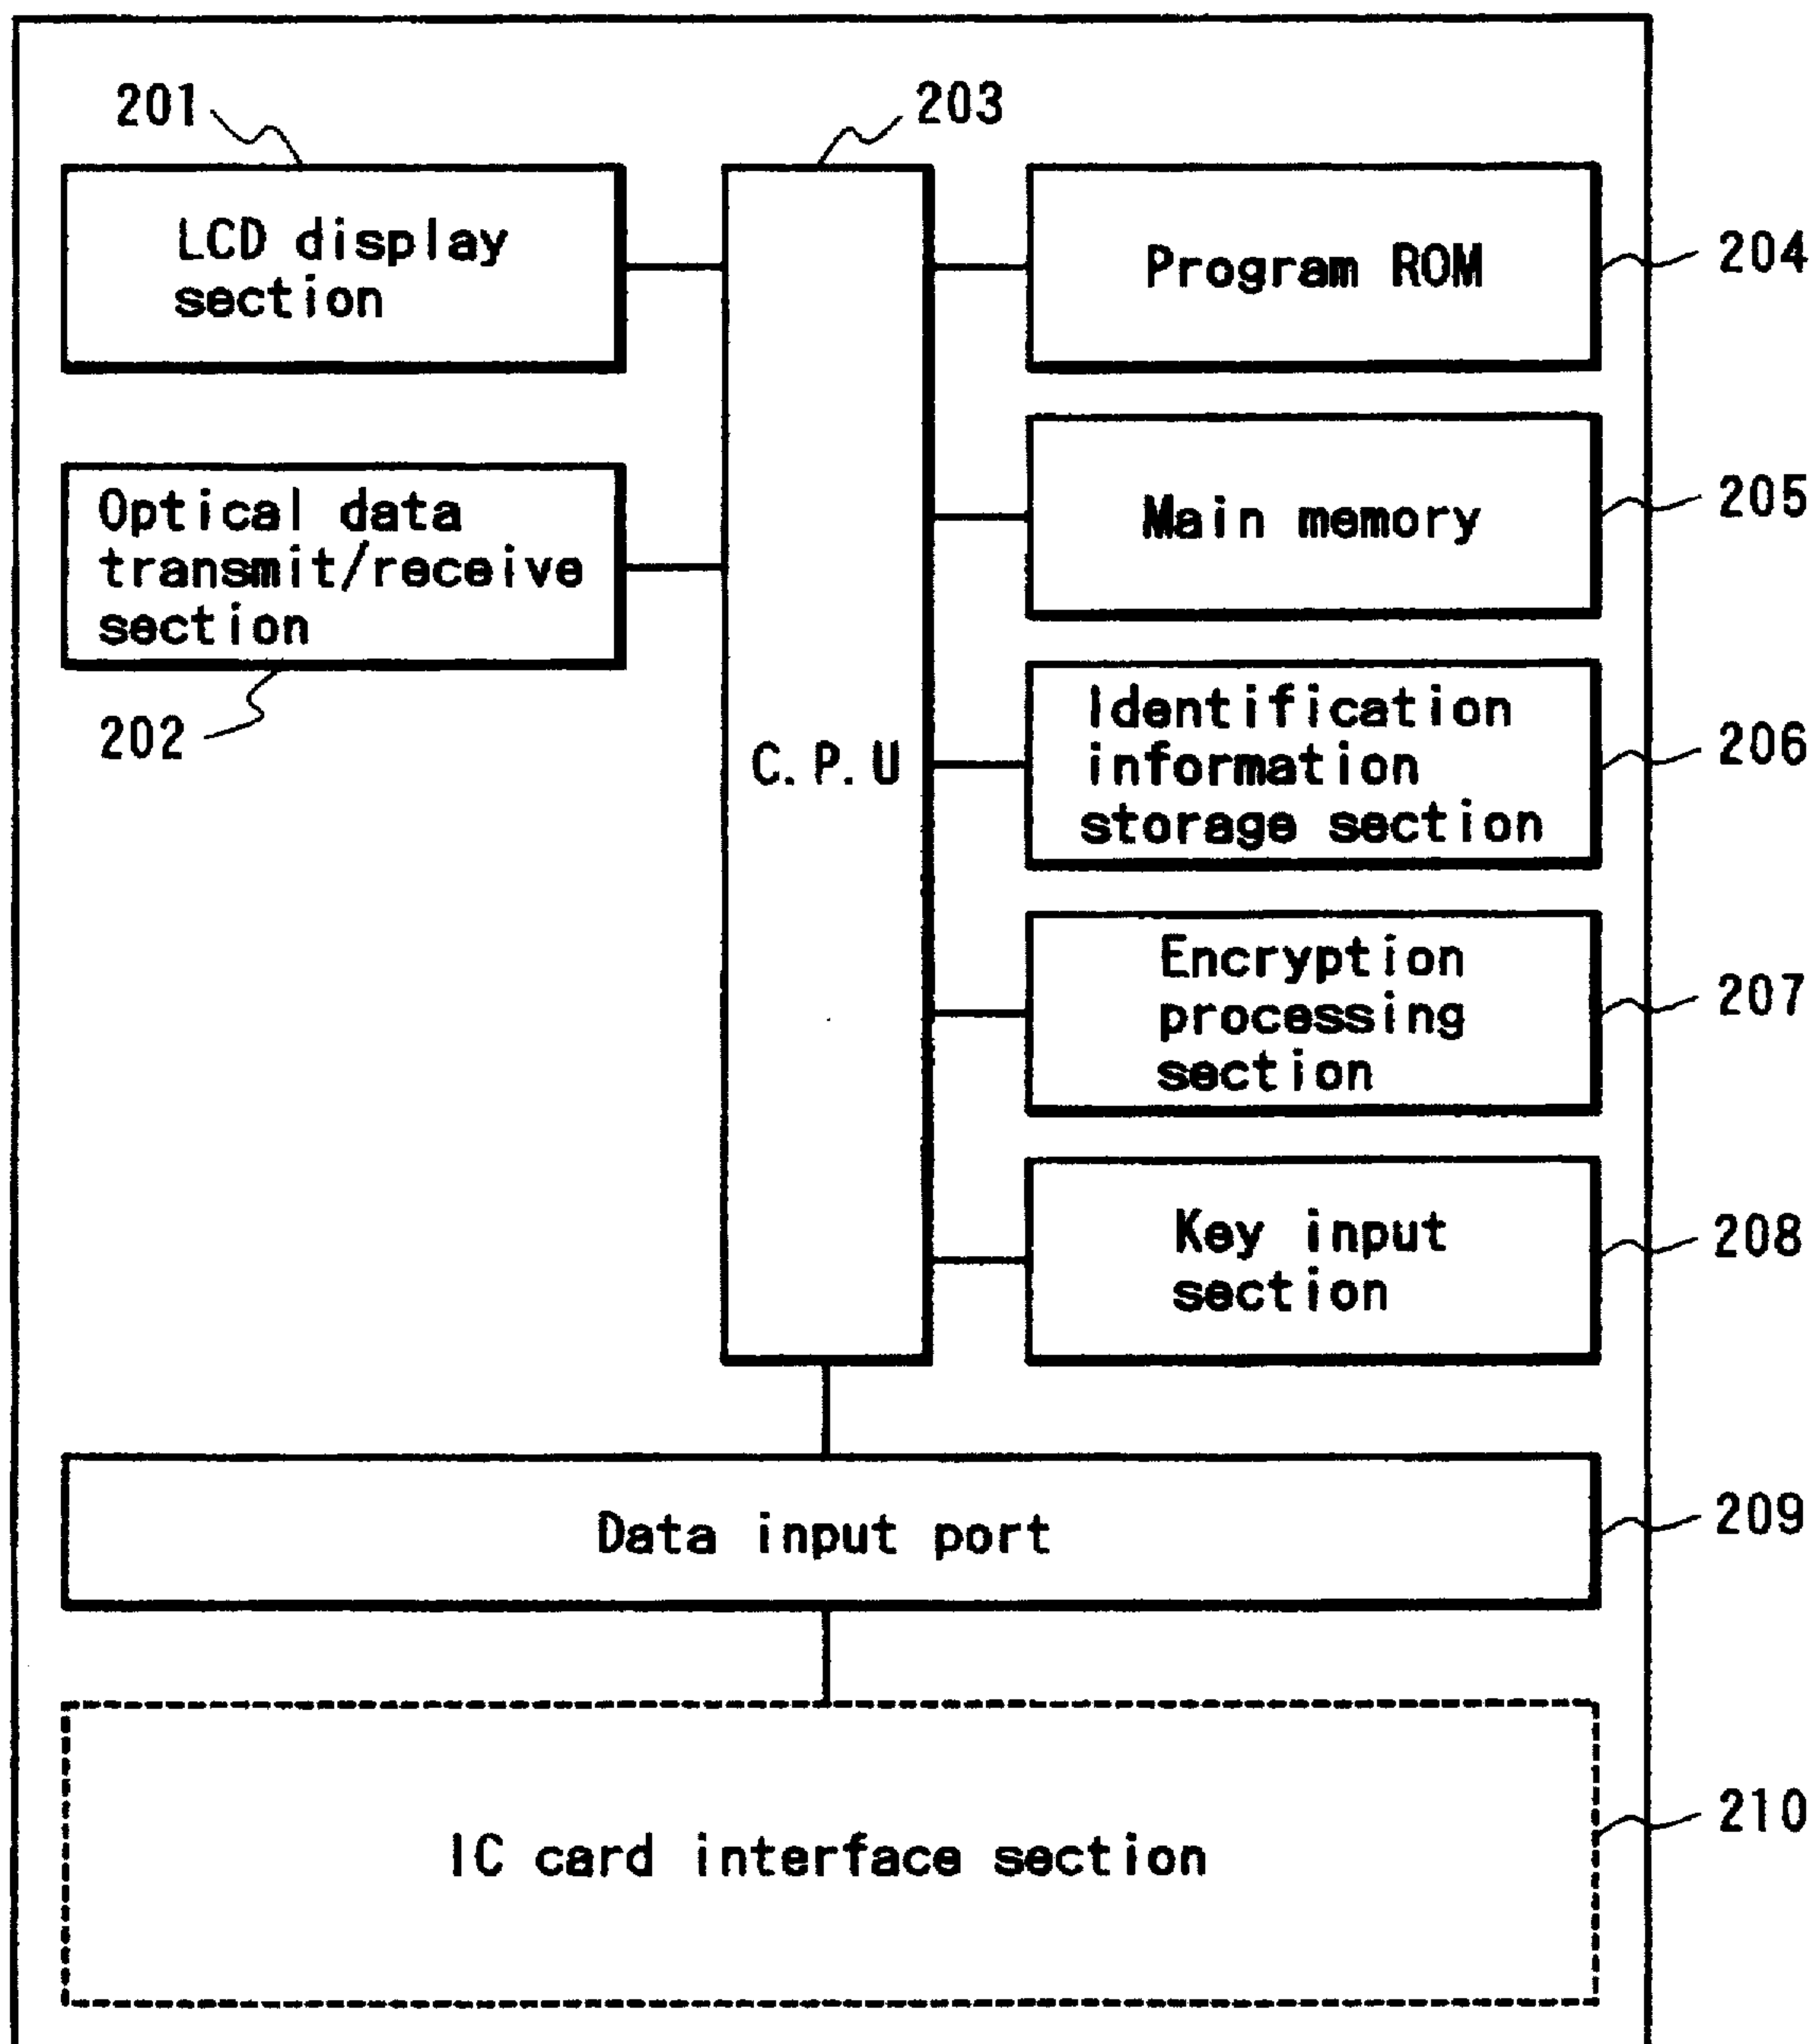 201
203
LCD display
section
Program ROM
204
Optical data
transmit/receive
section
Main memory
205
202
C.P.U
Identification
information
storage section
206
Encryption
processing
section
207
Key input
section
208
Data input port
209
IC card interface section
210